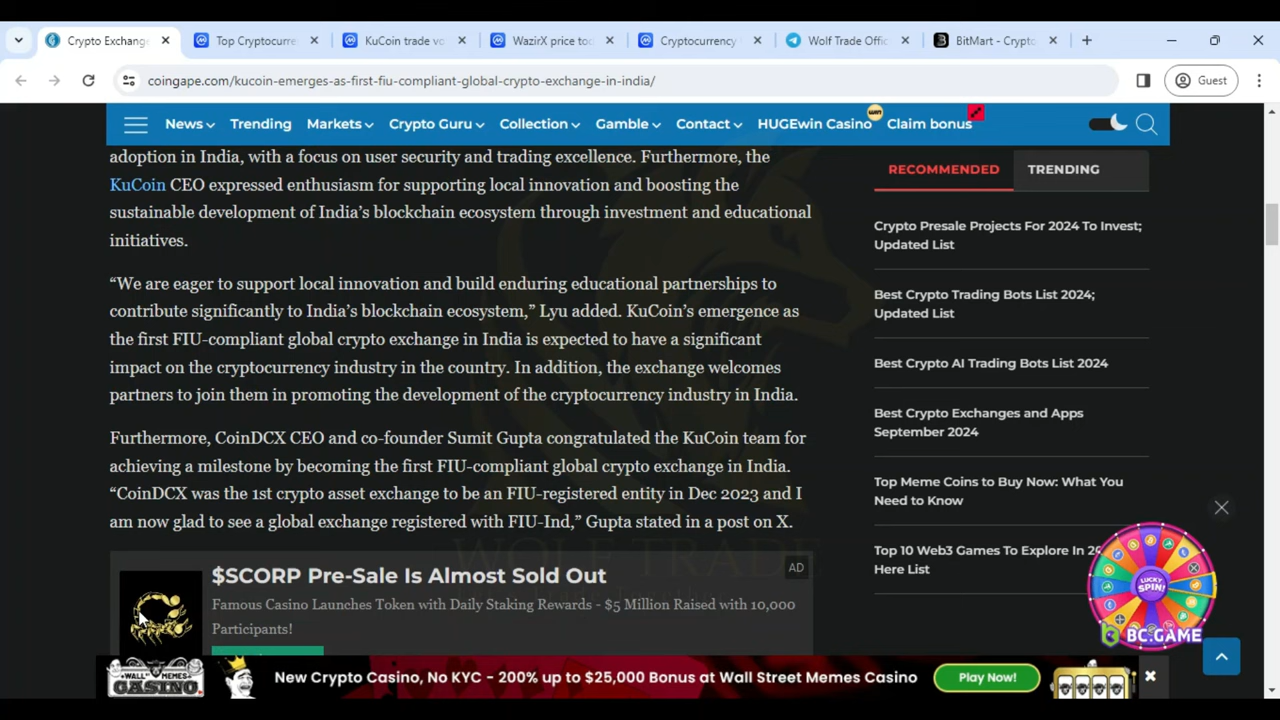 Crypto Exchange
Top Cryptocurre
KuCoin trade vo
WazirX price to
Cryptocurrency
Wolf Trade Offic
BitMart - Crypto
coingape.com/kucoin-emerges-as-first-fiu-compliant-global-crypto-exchange-in-india/
Guest
News
Trending
Markets
Crypto Guru
Collection
Gamble
Contact
HUGEwin Casino
Claim bonus
adoption in India, with a focus on user security and trading excellence. Furthermore, the
KuCoin CEO expressed enthusiasm for supporting local innovation and boosting the
sustainable development of India’s blockchain ecosystem through investment and educational
initiatives.
“We are eager to support local innovation and build enduring educational partnerships to
contribute significantly to India’s blockchain ecosystem,” Lyu added. KuCoin’s emergence as
the first FIU-compliant global crypto exchange in India is expected to have a significant
impact on the cryptocurrency industry in the country. In addition, the exchange welcomes
partners to join them in promoting the development of the cryptocurrency industry in India.
Furthermore, CoinDCX CEO and co-founder Sumit Gupta congratulated the KuCoin team for
achieving a milestone by becoming the first FIU-compliant global crypto exchange in India.
“CoinDCX was the 1st crypto asset exchange to be an FIU-registered entity in Dec 2023 and I
am now glad to see a global exchange registered with FIU-Ind,” Gupta stated in a post on X.
WOLF TRADE
$SCORP Pre-Sale Is Almost Sold Out
AD
Famous Casino Launches Token with Daily Staking Rewards - $5 Million Raised with 10,000
Participants!
RECOMMENDED
TRENDING
Crypto Presale Projects For 2024 To Invest;
Updated List
Best Crypto Trading Bots List 2024;
Updated List
Best Crypto AI Trading Bots List 2024
Best Crypto Exchanges and Apps
September 2024
Top Meme Coins to Buy Now: What You
Need to Know
Top 10 Web3 Games To Explore In 20
Here List
LUCKY
SPIN!
BC.GAME
WALL ST
MEMES
CASINO
New Crypto Casino, No KYC - 200% up to $25,000 Bonus at Wall Street Memes Casino
Play Now!